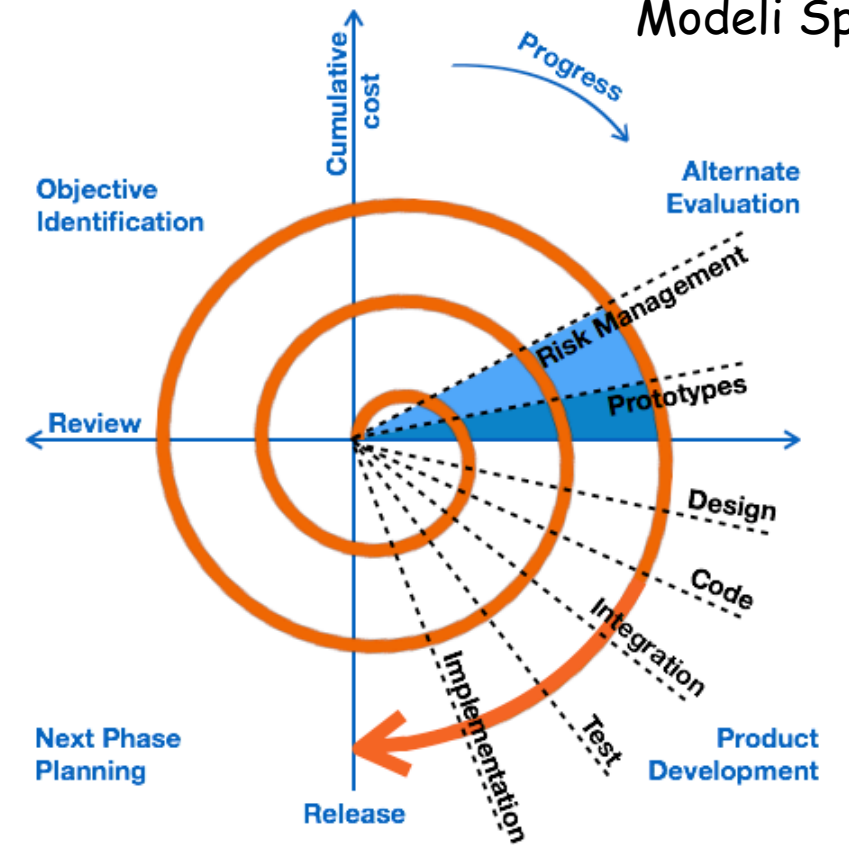 Modeli Sp
Progress
Cumulative
cost
Objective
Identification
Alternate
Evaluation
Risk Management
Prototypes
Review
Design
Code
Integration
Test
Implementation
Next Phase
Planning
Product
Development
Release